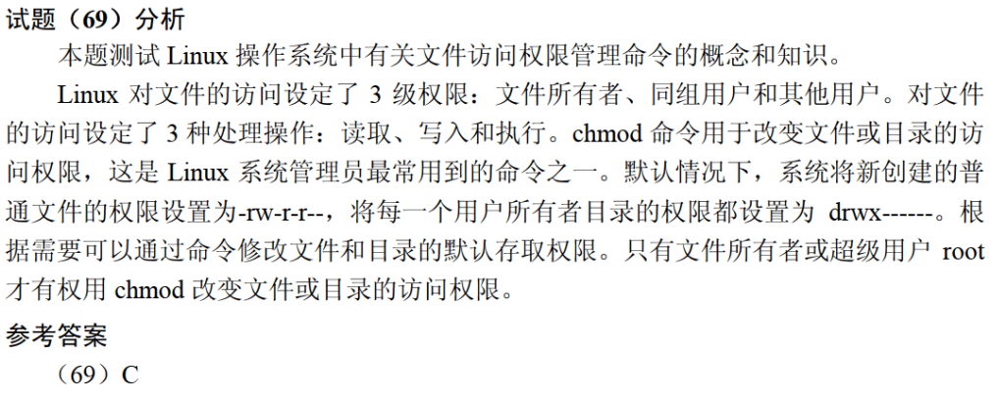 试题（69）分析
本题测试 Linux 操作系统中有关文件访问权限管理命令的概念和知识。
Linux 对文件的访问设定了 3 级权限：文件所有者、同组用户和其他用户。对文件
的访问设定了 3 种处理操作：读取、写入和执行。chmod 命令用于改变文件或目录的访
问权限，这是 Linux 系统管理员最常用到的命令之一。默认情况下，系统将新创建的普
通文件的权限设置为-rw-r-r--，将每一个用户所有者目录的权限都设置为 drwx------。根
据需要可以通过命令修改文件和目录的默认存取权限。只有文件所有者或超级用户 root
才有权用 chmod 改变文件或目录的访问权限。
参考答案
（69）C